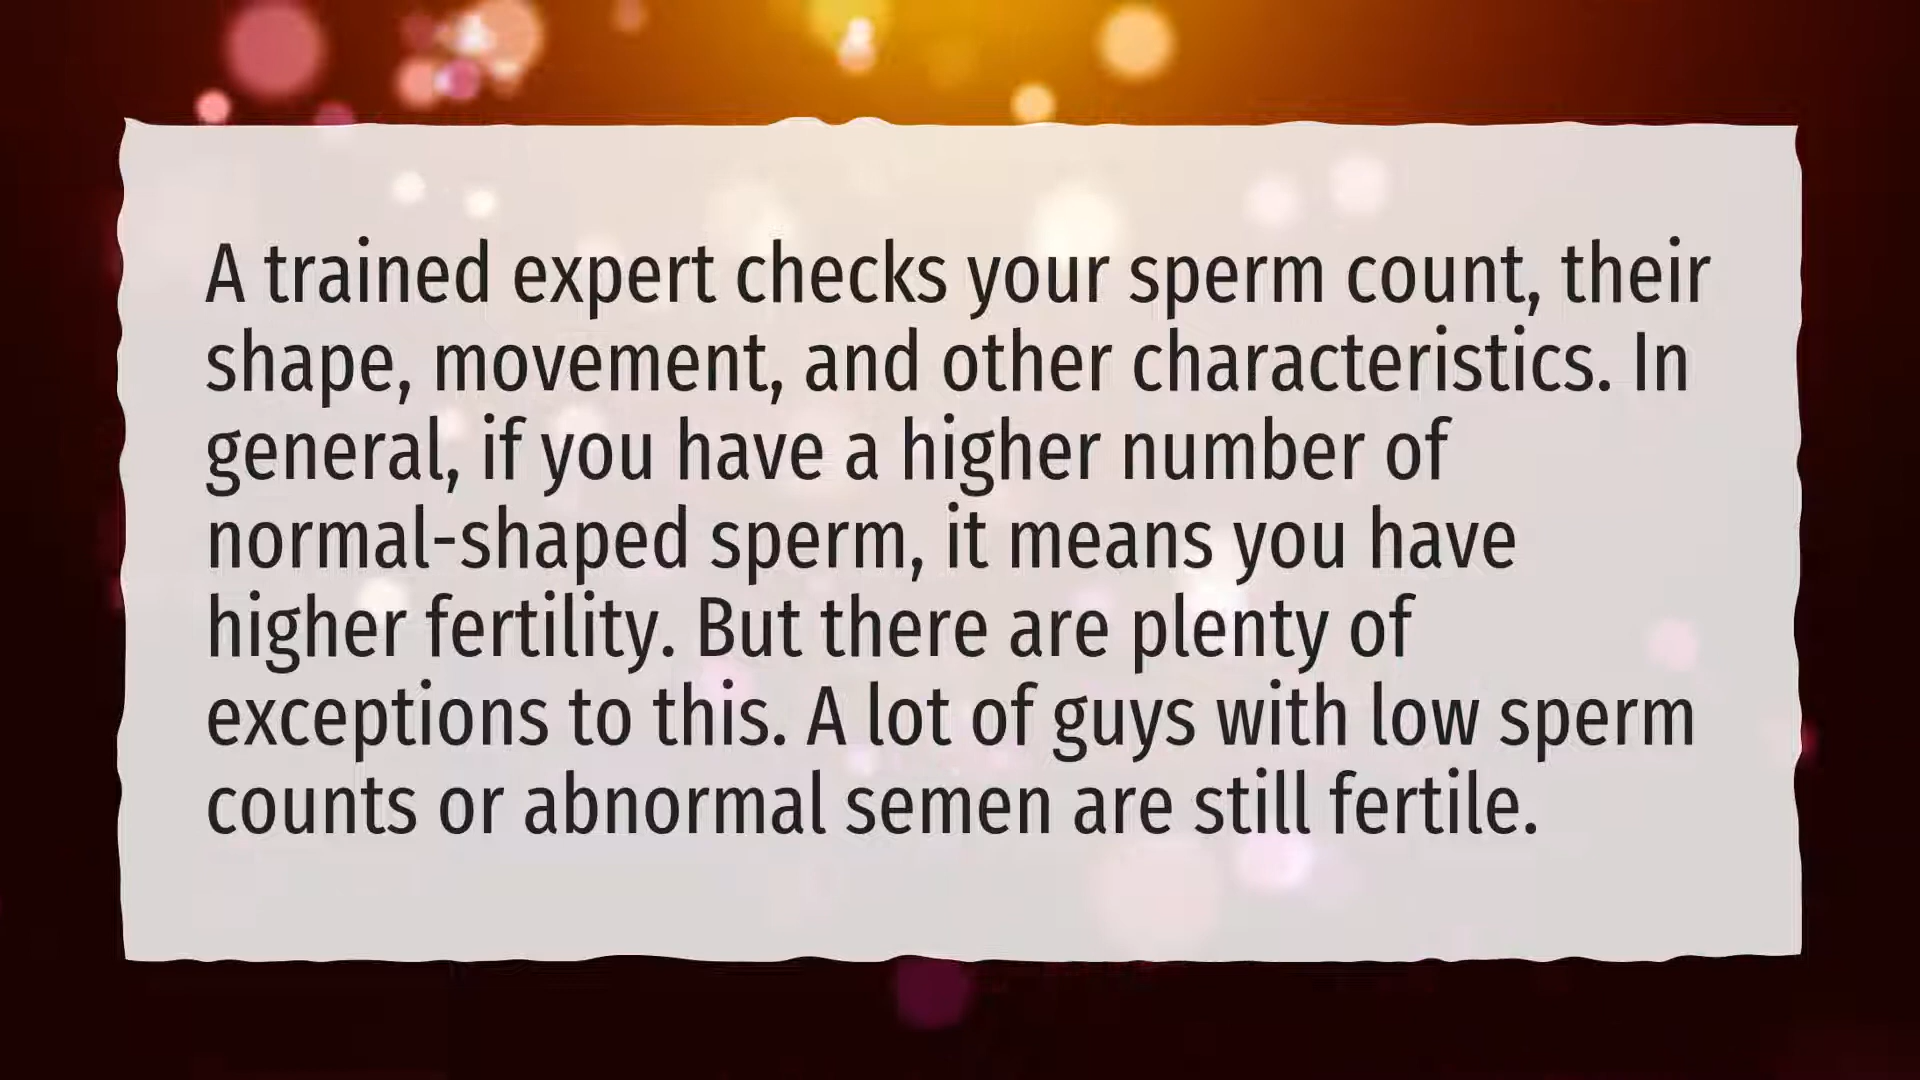 A trained expert checks your sperm count, their
shape, movement, and other characteristics. In
general, if you have a higher number of
normal-shaped sperm, it means you have
higher fertility. But there are plenty of
exceptions to this. A lot of guys with low sperm
counts or abnormal semen are still fertile.